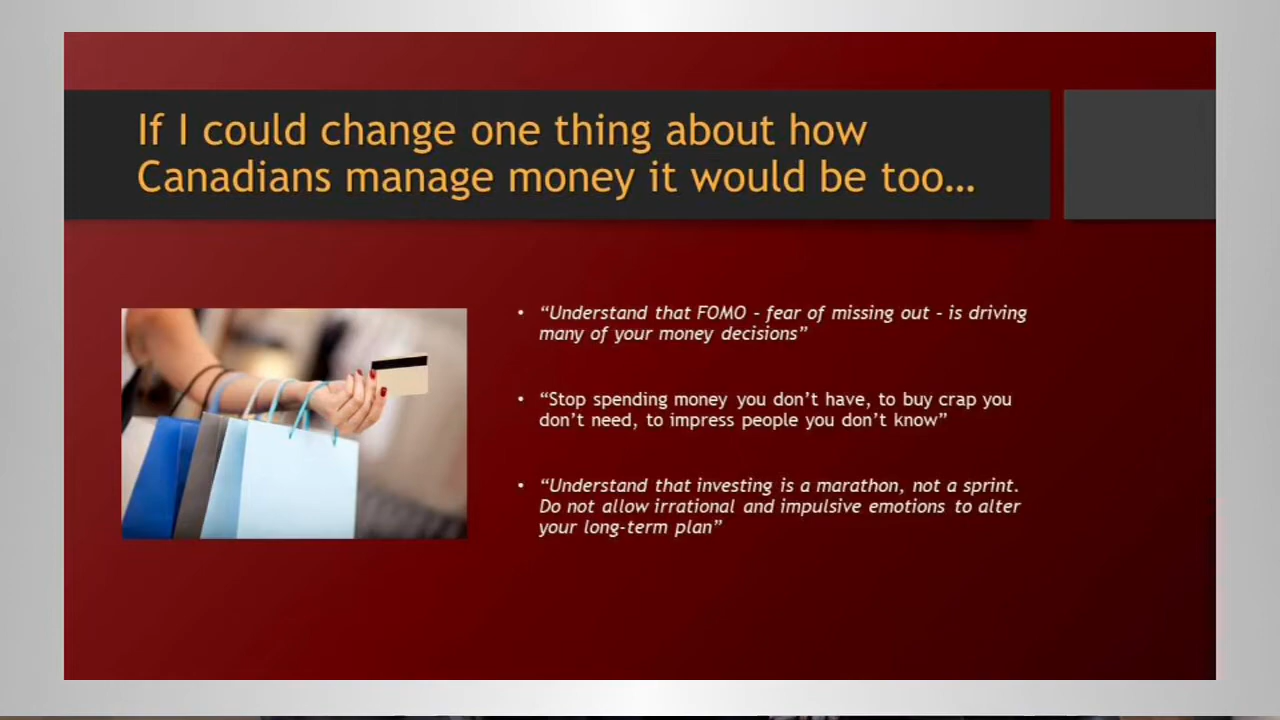 If I could change one thing about how
Canadians manage money it would be too…
• “Understand that FOMO - fear of missing out - is driving
many of your money decisions”
• “Stop spending money you don’t have, to buy crap you
don’t need, to impress people you don’t know”
• “Understand that investing is a marathon, not a sprint.
Do not allow irrational and impulsive emotions to alter
your long-term plan”